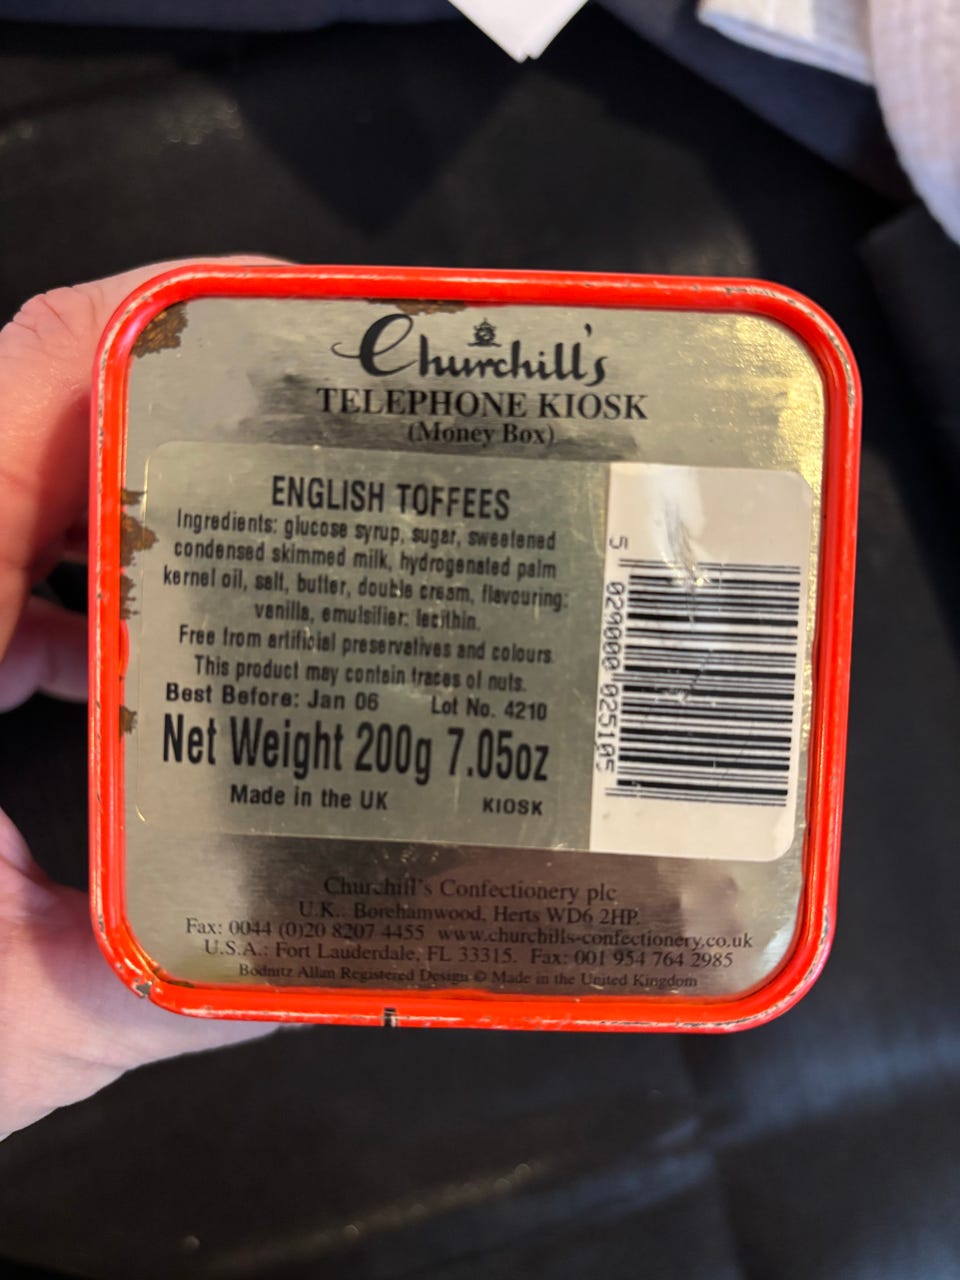 Churchill's
TELEPHONE KIOSK
(Money Box)
ENGLISH TOFFEES
Ingredients: glucose syrup, sugar, sweetened
condensed skimmed milk, hydrogenated palm
kernel oil, salt, butter, double cream, flavouring:
vanilla, emulsifier: lecithin.
Free from artificial preservatives and colours.
This product may contain traces of nuts.
Best Before: Jan 06 Lot No. 4210
Net Weight 200g 7.05oz
Made in the UK KIOSK
5 029000 025105
Churchill's Confectionery plc
U.K.: Borehamwood, Herts WD6 2HP.
Fax: 0044 (0)20 8207 4455 www.churchills-confectionery.co.uk
U.S.A.: Fort Lauderdale, FL 33315. Fax: 001 954 764 2985
Bodnitz Allan Registered Design © Made in the United Kingdom